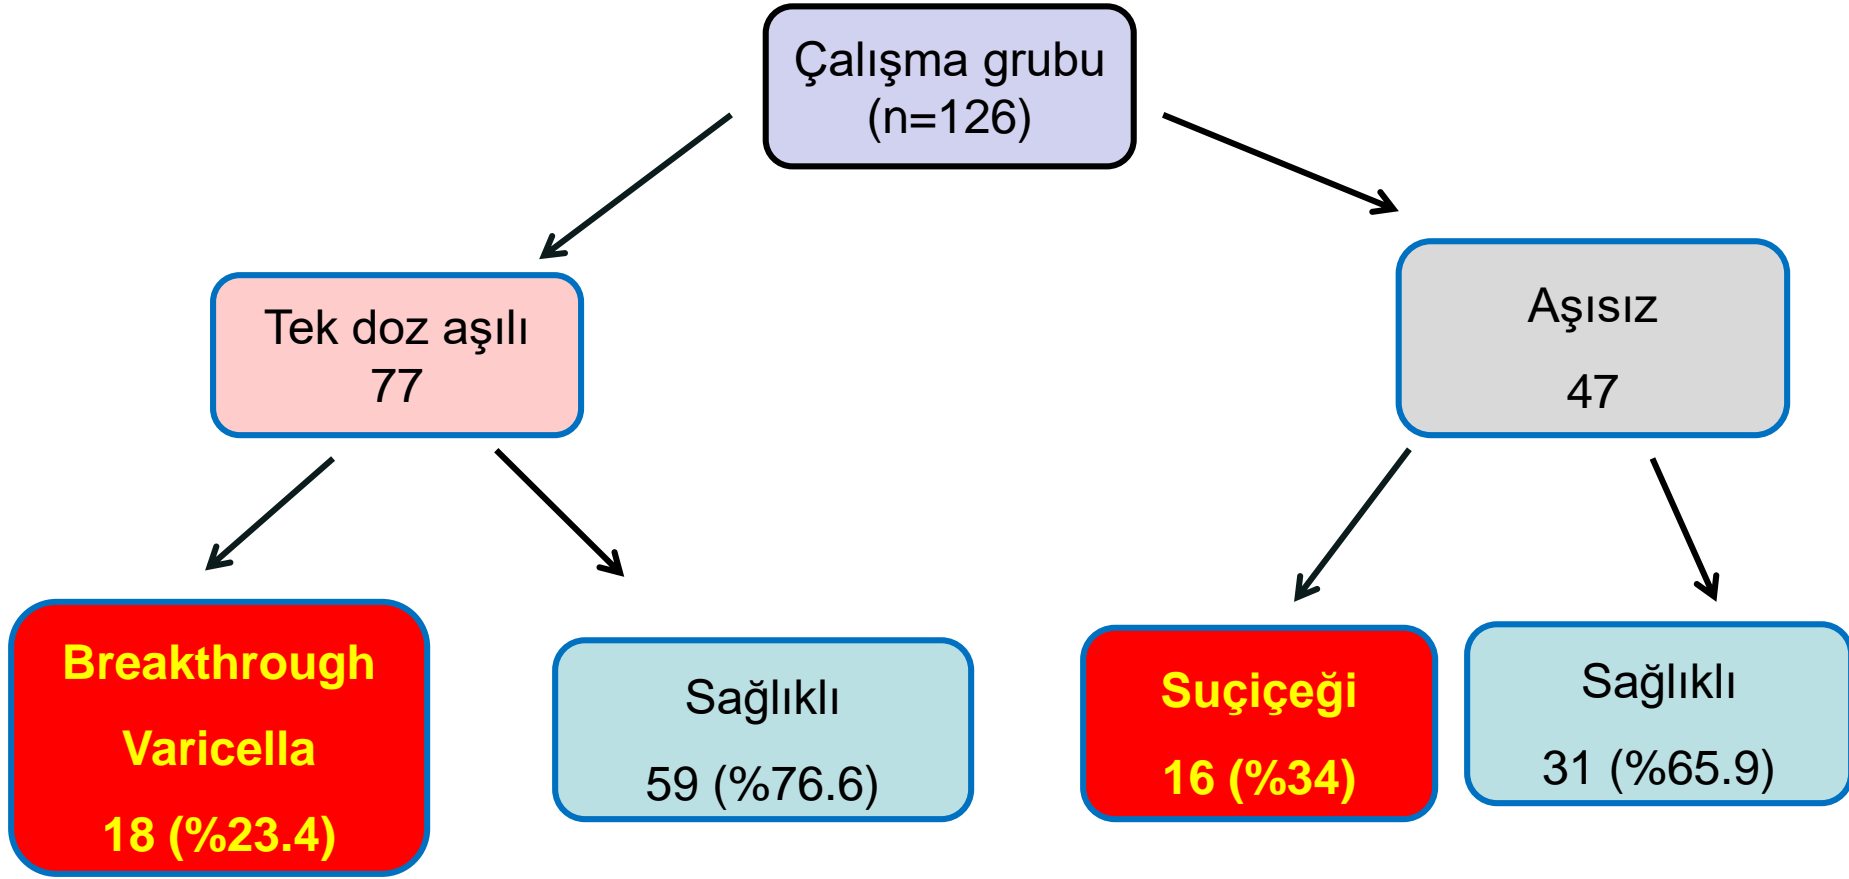 Çalışma grubu
(n=126)
Tek doz aşılı
77
Aşısız
47
Breakthrough
Varicella
18 (%23.4)
Sağlıklı
59 (%76.6)
Suçiçeği
16 (%34)
Sağlıklı
31 (%65.9)